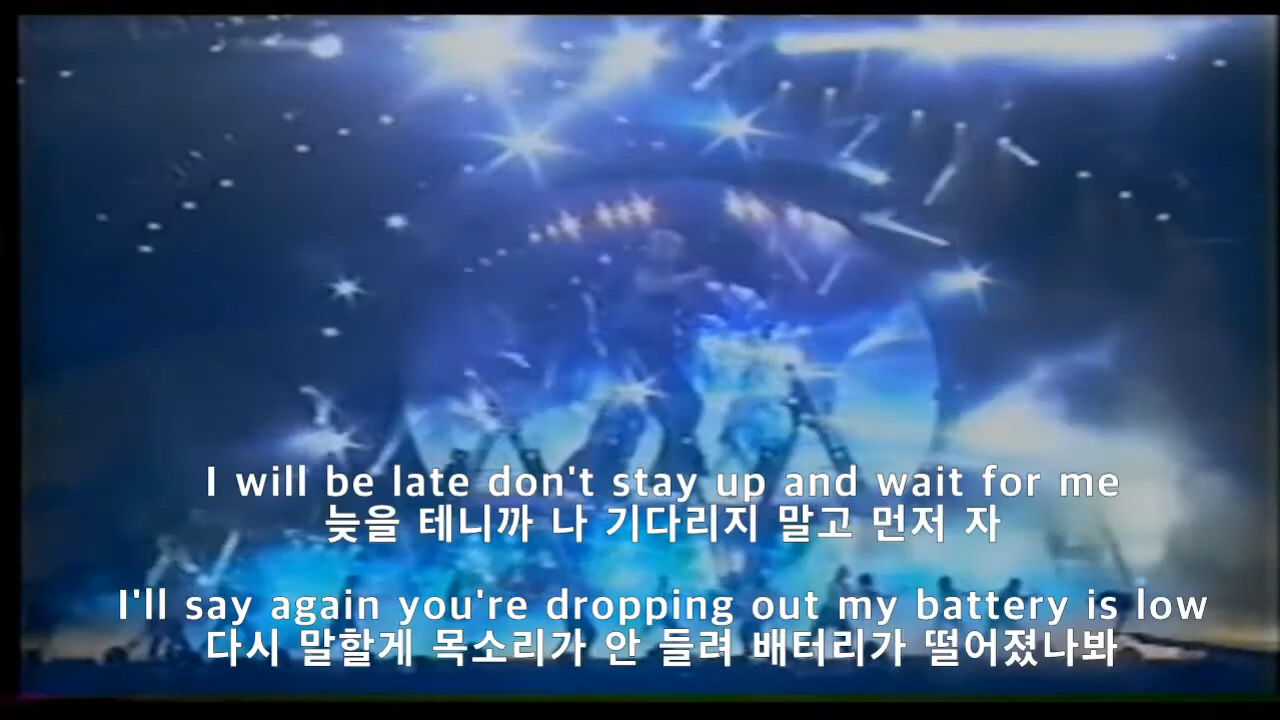 I will be late don't stay up and wait for me
늦을 테니까 나 기다리지 말고 먼저 자
I'll say again you're dropping out my battery is low
다시 말할게 목소리가 안 들려 배터리가 떨어졌나봐